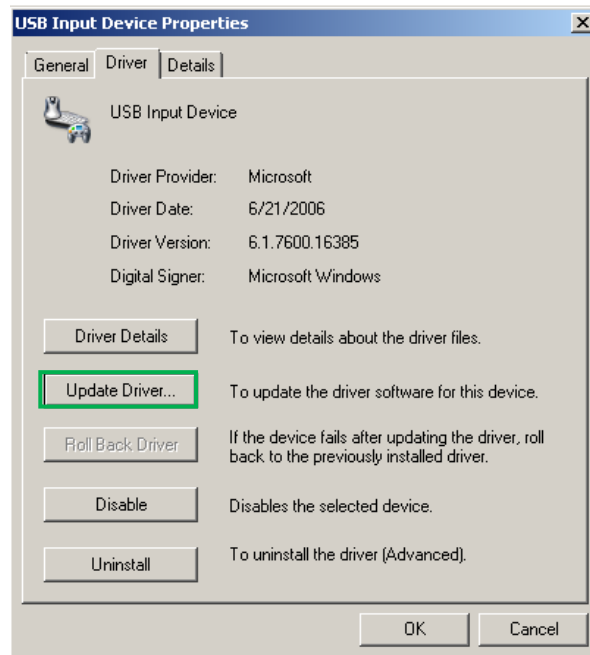 USB Input Device Properties
General Driver Details
USB Input Device
Driver Provider: Microsoft
Driver Date: 6/21/2006
Driver Version: 6.1.7600.16385
Digital Signer: Microsoft Windows
Driver Details To view details about the driver files.
Update Driver... To update the driver software for this device.
Roll Back Driver If the device fails after updating the driver, roll
back to the previously installed driver.
Disable Disables the selected device.
Uninstall To uninstall the driver (Advanced).
OK Cancel